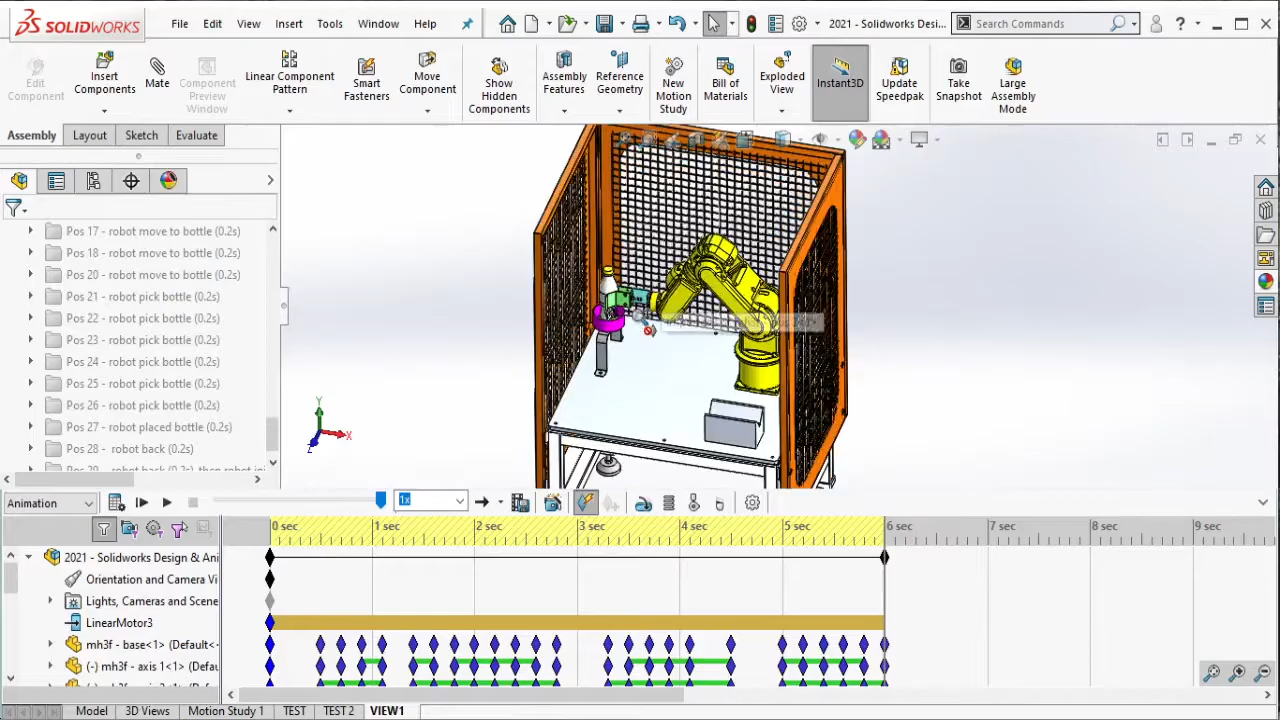 SOLIDWORKS
File Edit View Insert Tools Window Help
2021 - Solidworks Desi...
Search Commands
Edit Component
Insert Components
Mate
Component Preview Window
Linear Component Pattern
Smart Fasteners
Move Component
Show Hidden Components
Assembly Features
Reference Geometry
New Motion Study
Bill of Materials
Exploded View
Instant3D
Update Speedpak
Take Snapshot
Large Assembly Mode
Assembly Layout Sketch Evaluate
Pos 17 - robot move to bottle (0.2s)
Pos 18 - robot move to bottle (0.2s)
Pos 20 - robot move to bottle (0.2s)
Pos 21 - robot pick bottle (0.2s)
Pos 22 - robot pick bottle (0.2s)
Pos 23 - robot pick bottle (0.2s)
Pos 24 - robot pick bottle (0.2s)
Pos 25 - robot pick bottle (0.2s)
Pos 26 - robot pick bottle (0.2s)
Pos 27 - robot placed bottle (0.2s)
Pos 28 - robot back (0.2s)
Pos 29 - robot back (0.2s), then robot ini
Y
X
Z
Animation
1x
0 sec 1 sec 2 sec 3 sec 4 sec 5 sec 6 sec 7 sec 8 sec 9 sec
2021 - Solidworks Design & Ani
Orientation and Camera Vi
Lights, Cameras and Scene
LinearMotor3
mh3f - base<1> (Default<
(-) mh3f - axis 1<1> (Defau
Model 3D Views Motion Study 1 TEST TEST 2 VIEW1